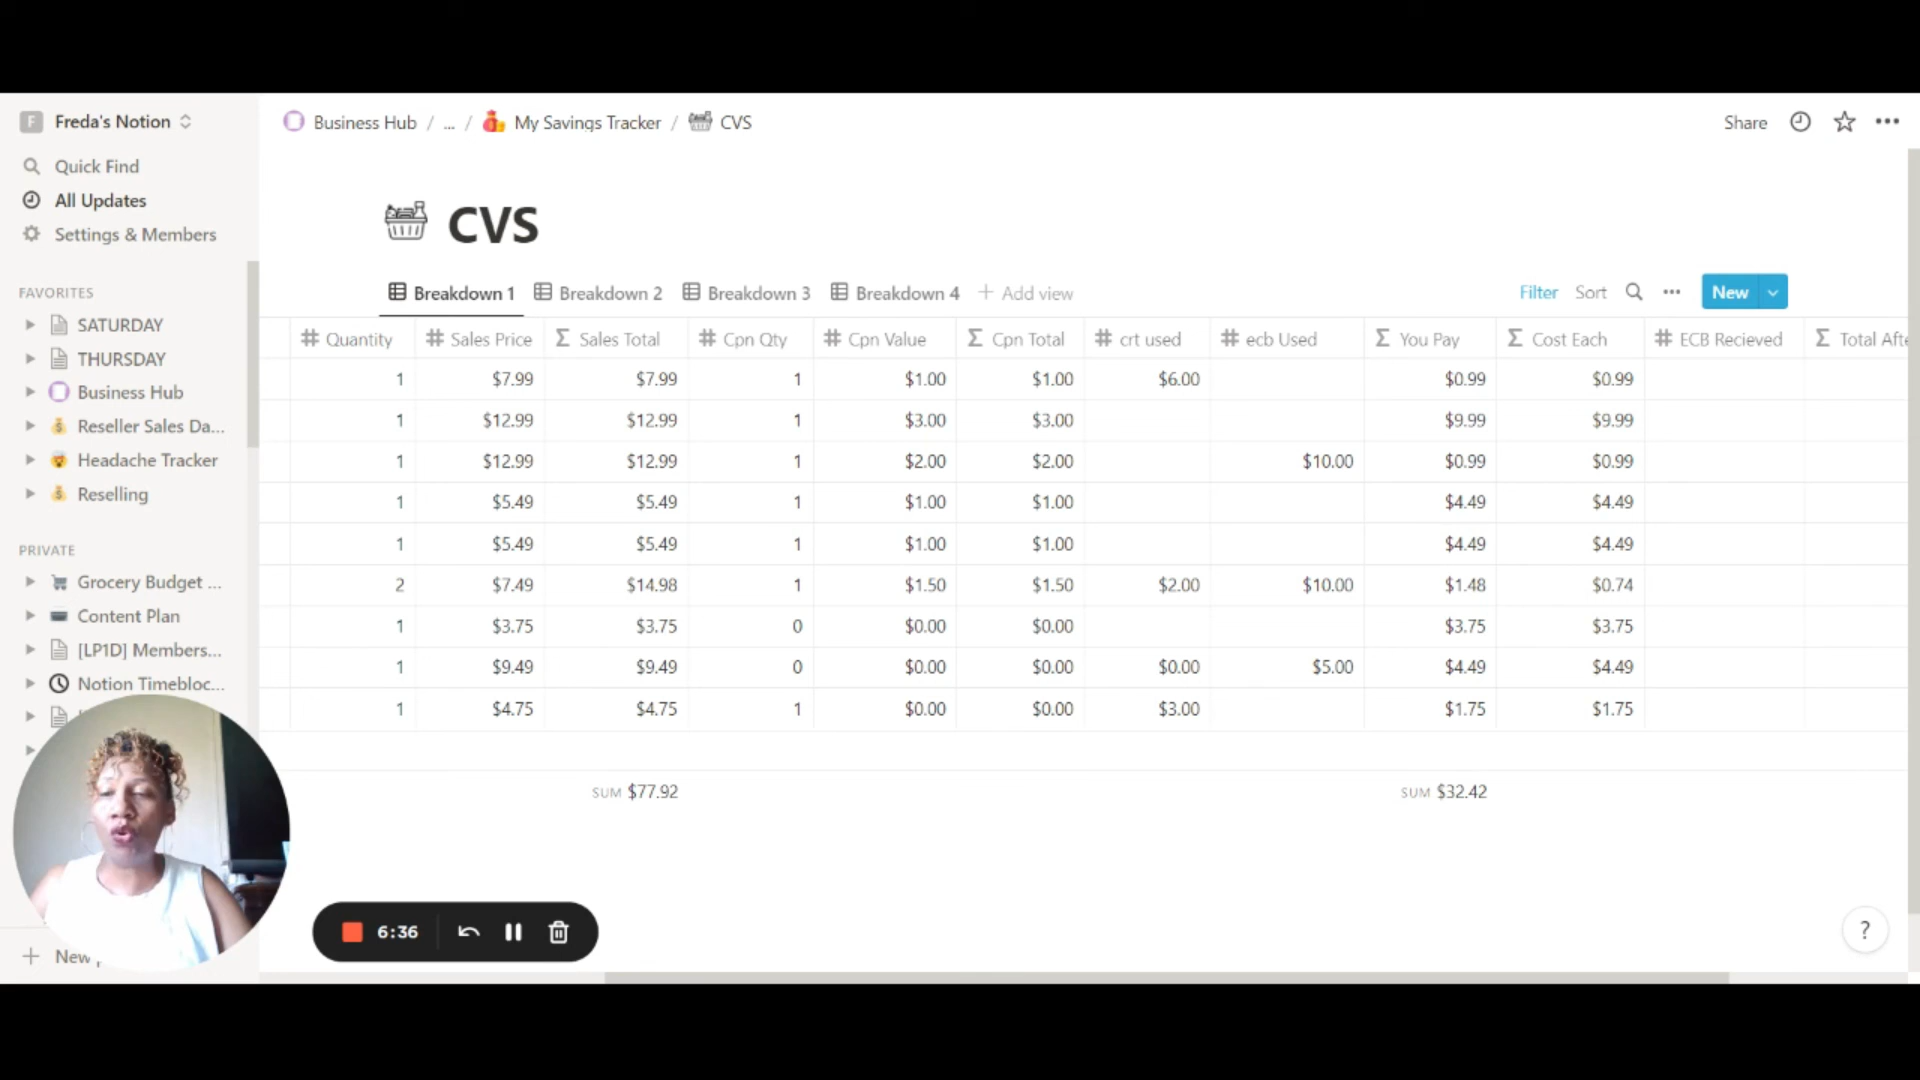 F Freda's Notion
Quick Find
All Updates
Settings & Members
FAVORITES
SATURDAY
THURSDAY
Business Hub
Reseller Sales Da...
Headache Tracker
Reselling
PRIVATE
Grocery Budget ...
Content Plan
[LP1D] Members...
Notion Timebloc...
New
Business Hub / ... / My Savings Tracker / CVS
Share
CVS
Breakdown 1 Breakdown 2 Breakdown 3 Breakdown 4 + Add view
Filter Sort ... New
# Quantity # Sales Price Σ Sales Total # Cpn Qty # Cpn Value Σ Cpn Total # crt used # ecb Used Σ You Pay Σ Cost Each # ECB Recieved Σ Total Afte
1 $7.99 $7.99 1 $1.00 $1.00 $6.00 $0.99 $0.99
1 $12.99 $12.99 1 $3.00 $3.00 $9.99 $9.99
1 $12.99 $12.99 1 $2.00 $2.00 $10.00 $0.99 $0.99
1 $5.49 $5.49 1 $1.00 $1.00 $4.49 $4.49
1 $5.49 $5.49 1 $1.00 $1.00 $4.49 $4.49
2 $7.49 $14.98 1 $1.50 $1.50 $2.00 $10.00 $1.48 $0.74
1 $3.75 $3.75 0 $0.00 $0.00 $3.75 $3.75
1 $9.49 $9.49 0 $0.00 $0.00 $0.00 $5.00 $4.49 $4.49
1 $4.75 $4.75 1 $0.00 $0.00 $3.00 $1.75 $1.75
SUM $77.92 SUM $32.42
6:36
?